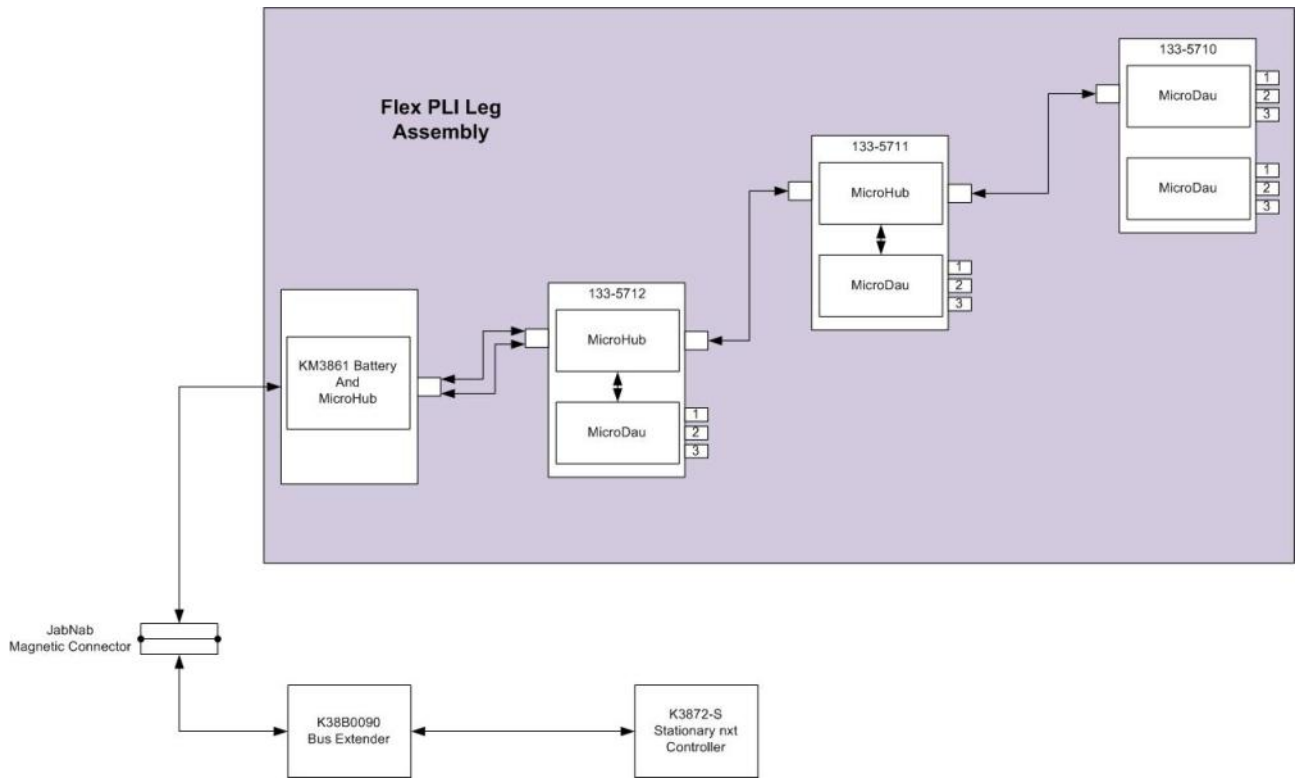 Flex PLI Leg
Assembly
133-5710
MicroDau
1
2
3
MicroDau
1
2
3
133-5711
MicroHub
MicroDau
1
2
3
133-5712
MicroHub
MicroDau
1
2
3
KM3861 Battery
And
MicroHub
JabNab
Magnetic Connector
K38B0090
Bus Extender
K3872-S
Stationary nxt
Controller